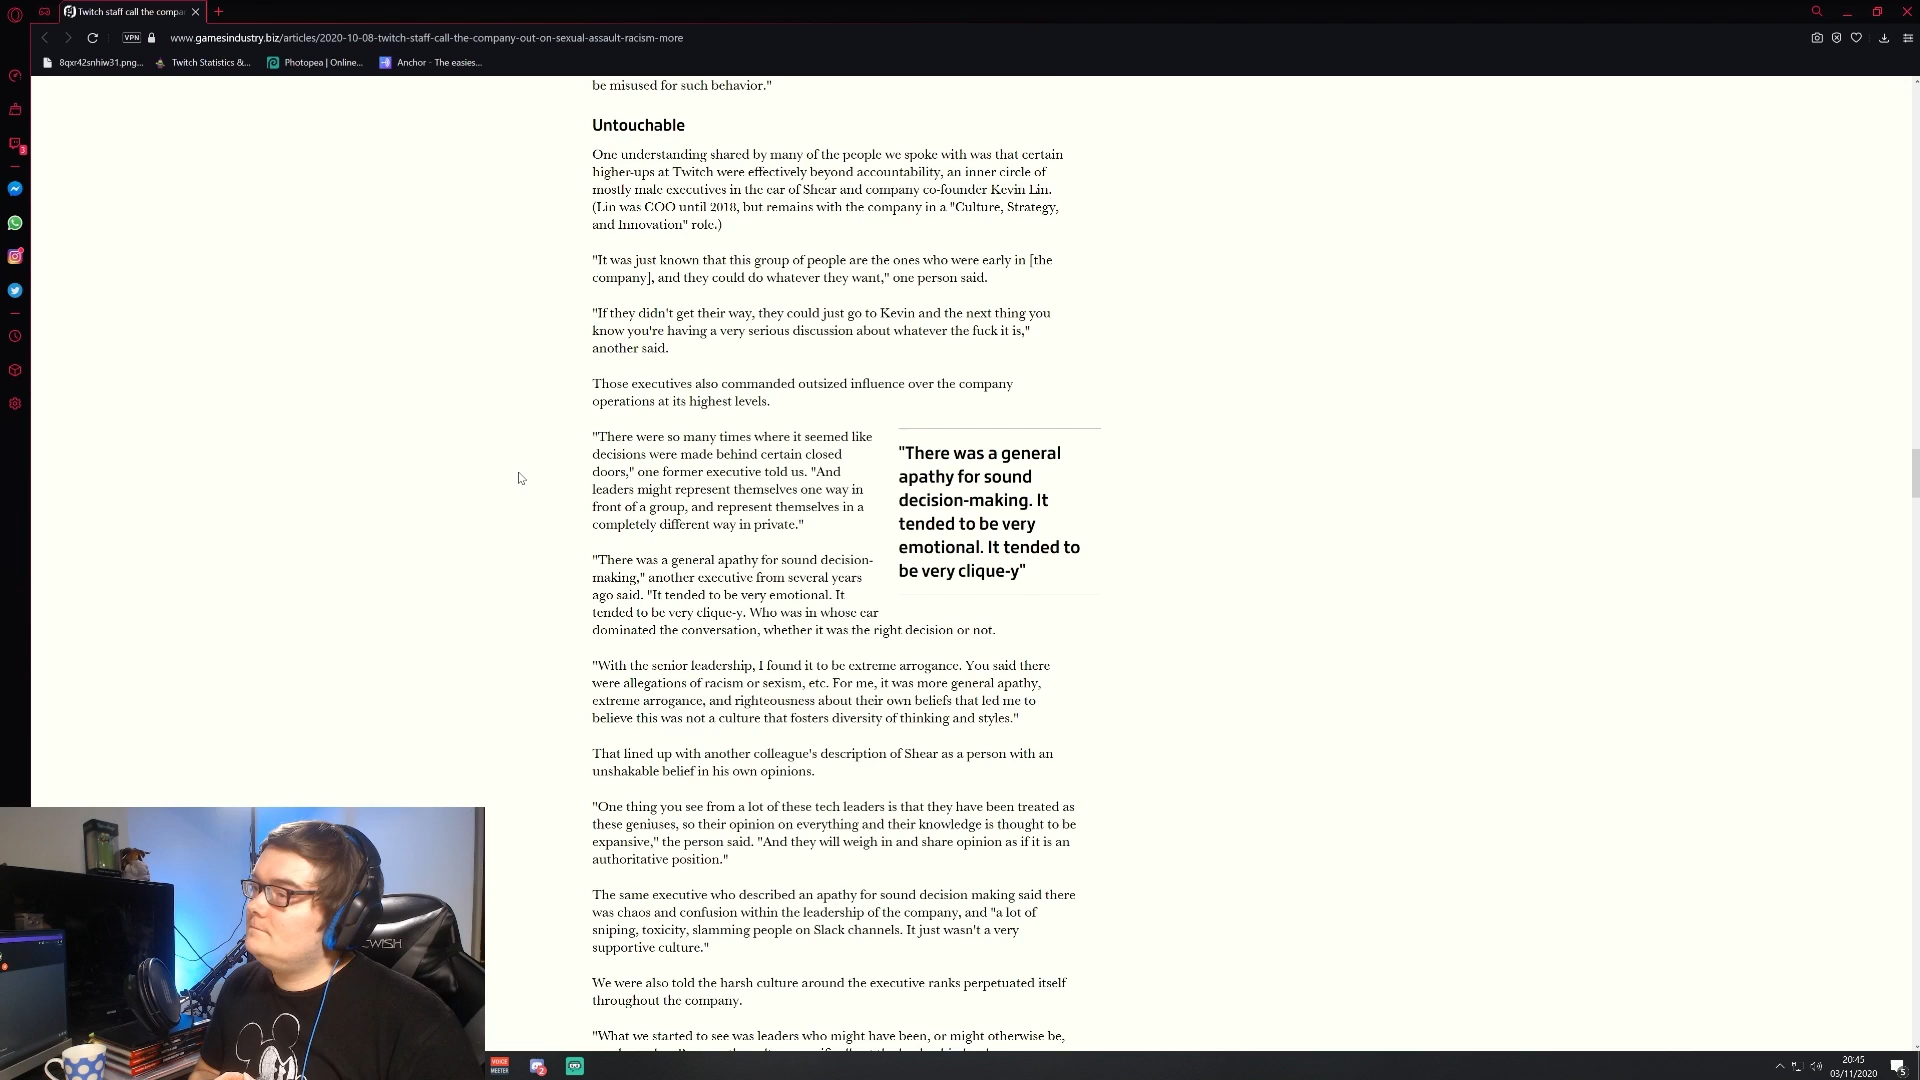 Twitch staff call the compan
www.gamesindustry.biz/articles/2020-10-08-twitch-staff-call-the-company-out-on-sexual-assault-racism-more
VPN
8qxr42snhiw31.png...
Twitch Statistics &...
Photopea | Online...
Anchor - The easies...
3
be misused for such behavior."
Untouchable
One understanding shared by many of the people we spoke with was that certain
higher-ups at Twitch were effectively beyond accountability, an inner circle of
mostly male executives in the ear of Shear and company co-founder Kevin Lin.
(Lin was COO until 2018, but remains with the company in a "Culture, Strategy,
and Innovation" role.)
"It was just known that this group of people are the ones who were early in [the
company], and they could do whatever they want," one person said.
"If they didn't get their way, they could just go to Kevin and the next thing you
know you're having a very serious discussion about whatever the fuck it is,"
another said.
Those executives also commanded outsized influence over the company
operations at its highest levels.
"There were so many times where it seemed like
decisions were made behind certain closed
doors," one former executive told us. "And
leaders might represent themselves one way in
front of a group, and represent themselves in a
completely different way in private."
"There was a general
apathy for sound
decision-making. It
tended to be very
emotional. It tended to
be very clique-y"
"There was a general apathy for sound decision-
making," another executive from several years
ago said. "It tended to be very emotional. It
tended to be very clique-y. Who was in whose ear
dominated the conversation, whether it was the right decision or not.
"With the senior leadership, I found it to be extreme arrogance. You said there
were allegations of racism or sexism, etc. For me, it was more general apathy,
extreme arrogance, and righteousness about their own beliefs that led me to
believe this was not a culture that fosters diversity of thinking and styles."
That lined up with another colleague's description of Shear as a person with an
unshakable belief in his own opinions.
"One thing you see from a lot of these tech leaders is that they have been treated as
these geniuses, so their opinion on everything and their knowledge is thought to be
expansive," the person said. "And they will weigh in and share opinion as if it is an
authoritative position."
The same executive who described an apathy for sound decision making said there
was chaos and confusion within the leadership of the company, and "a lot of
sniping, toxicity, slamming people on Slack channels. It just wasn't a very
supportive culture."
We were also told the harsh culture around the executive ranks perpetuated itself
throughout the company.
"What we started to see was leaders who might have been, or might otherwise be,
EWISH
VOICE
MEETER
2
20:45
03/11/2020
5